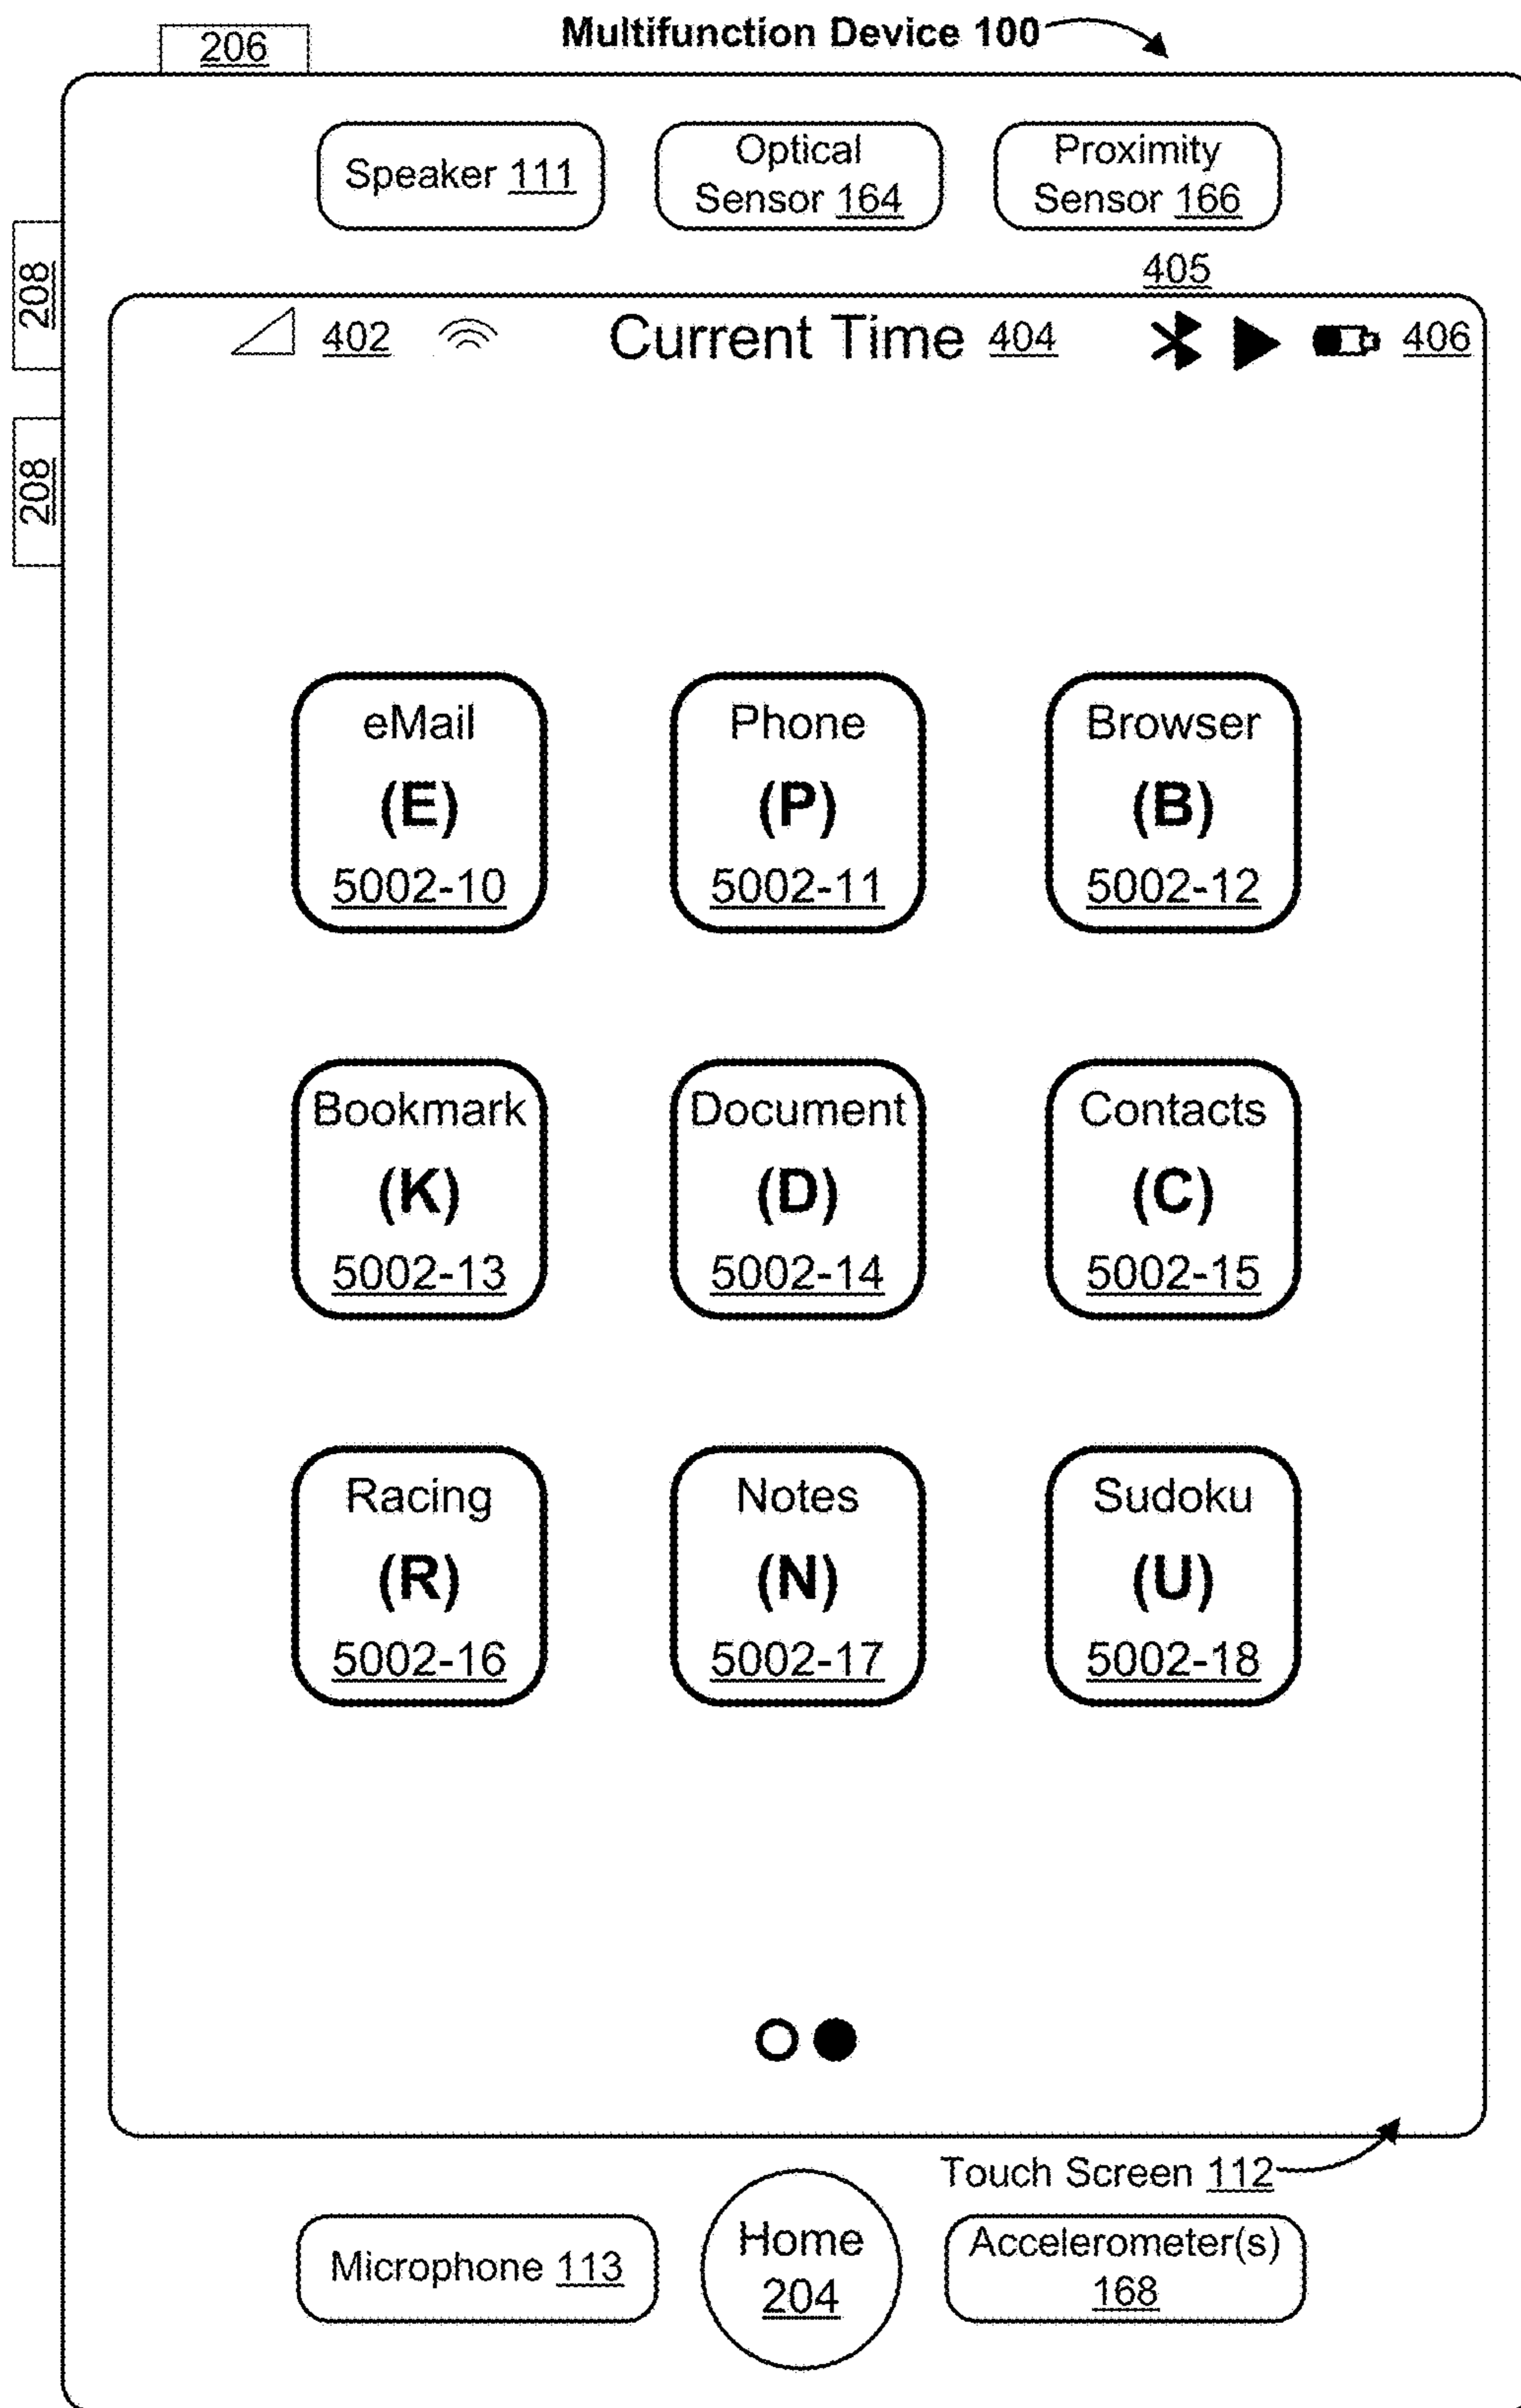 Multifunction Device 100
206
Speaker 111
Optical
Sensor 164
Proximity
Sensor 166
208
208
405
402
Current Time 404
406
eMail
(E)
5002-10
Phone
(P)
5002-11
Browser
(B)
5002-12
Bookmark
(K)
5002-13
Document
(D)
5002-14
Contacts
(C)
5002-15
Racing
(R)
5002-16
Notes
(N)
5002-17
Sudoku
(U)
5002-18
Touch Screen 112
Microphone 113
Home
204
Accelerometer(s)
168